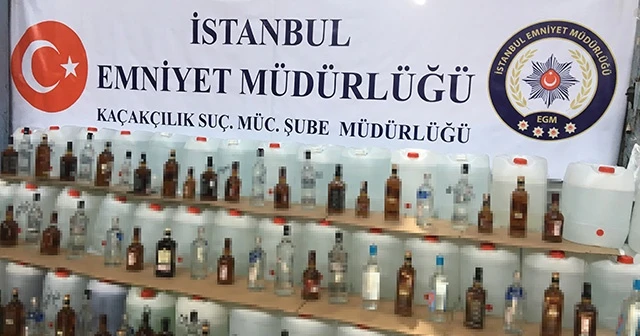 İSTANBUL
EMNİYET MÜDÜRLÜĞÜ
KAÇAKÇILIK SUÇ. MÜC. ŞUBE MÜDÜRLÜĞÜ
İSTANBUL EMNİYET MÜDÜRLÜĞÜ
EGM